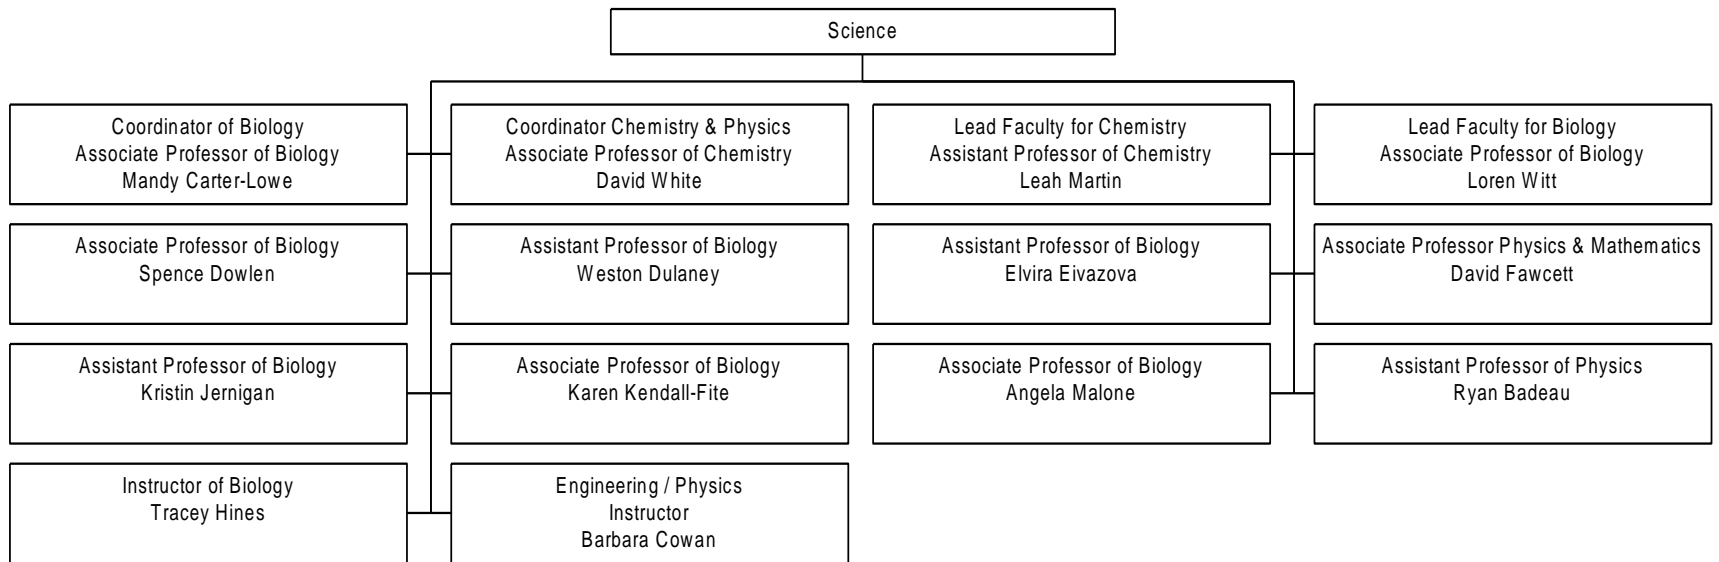 Science
Coordinator of Biology
Associate Professor of Biology
Mandy Carter-Lowe
Coordinator Chemistry & Physics
Associate Professor of Chemistry
David White
Lead Faculty for Chemistry
Assistant Professor of Chemistry
Leah Martin
Lead Faculty for Biology
Associate Professor of Biology
Loren Witt
Associate Professor of Biology
Spence Dowlen
Assistant Professor of Biology
Weston Dulaney
Assistant Professor of Biology
Elvira Eivazova
Associate Professor Physics & Mathematics
David Fawcett
Assistant Professor of Biology
Kristin Jernigan
Associate Professor of Biology
Karen Kendall-Fite
Associate Professor of Biology
Angela Malone
Assistant Professor of Physics
Ryan Badeau
Instructor of Biology
Tracey Hines
Engineering / Physics
Instructor
Barbara Cowan